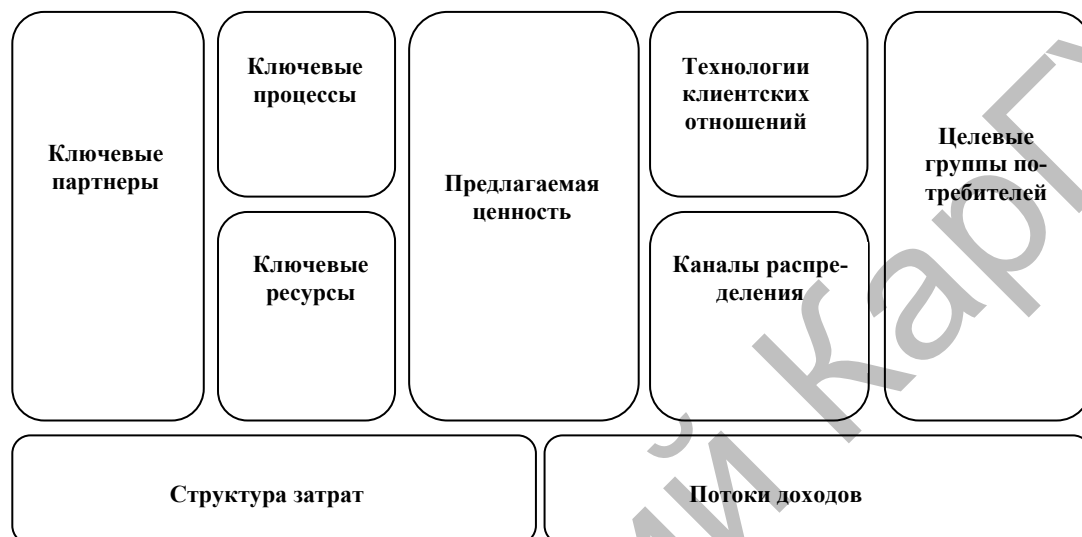 Ключевые
партнеры
Ключевые
процессы
Ключевые
ресурсы
Предлагаемая
ценность
Технологии
клиентских
отношений
Каналы распре-
деления
Целевые
группы по-
требителей
Структура затрат
Потоки доходов